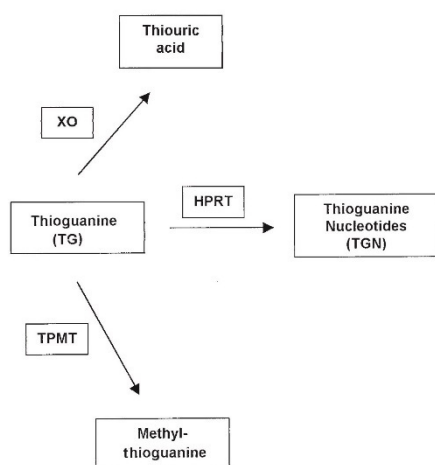 Thiouric
acid
XO
HPRT
Thioguanine
(TG)
Thioguanine
Nucleotides
(TGN)
TPMT
Methyl-
thioguanine